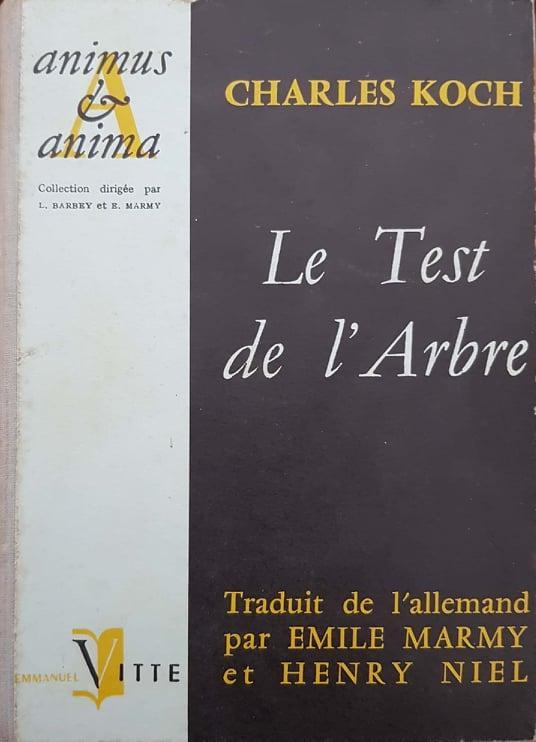 animus
&
anima
A
Collection dirigée par
L. BARBEY et E. MARMY
CHARLES KOCH
Le Test
de l'Arbre
Traduit de l'allemand
par EMILE MARMY
et HENRY NIEL
EMMANUEL VITTE